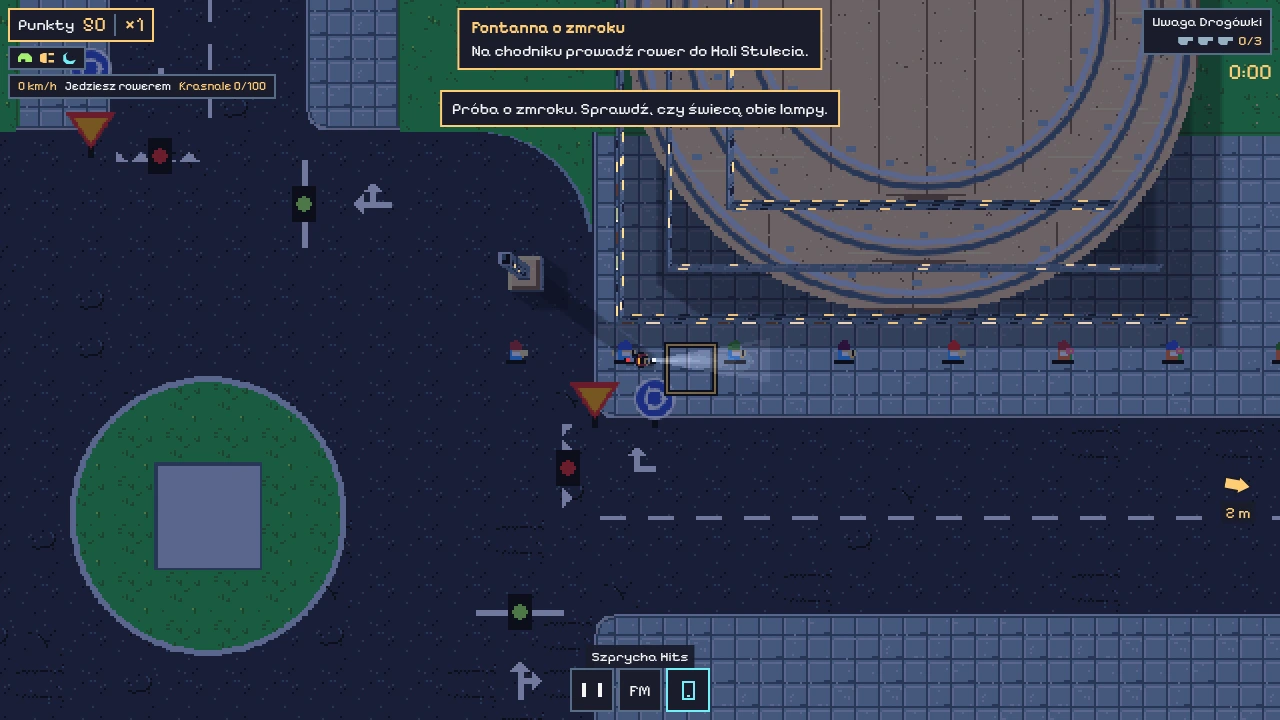 Punkty 80 ×1
0 km/h Jedziesz rowerem Krasnale 0/100
Fontanna o zmroku
Na chodniku prowadź rower do Hali Stulecia.
Próba o zmroku. Sprawdź, czy świecą obie lampy.
Uwaga Drogówki
0/3
0:00
2 m
Szprycha Hits
FM